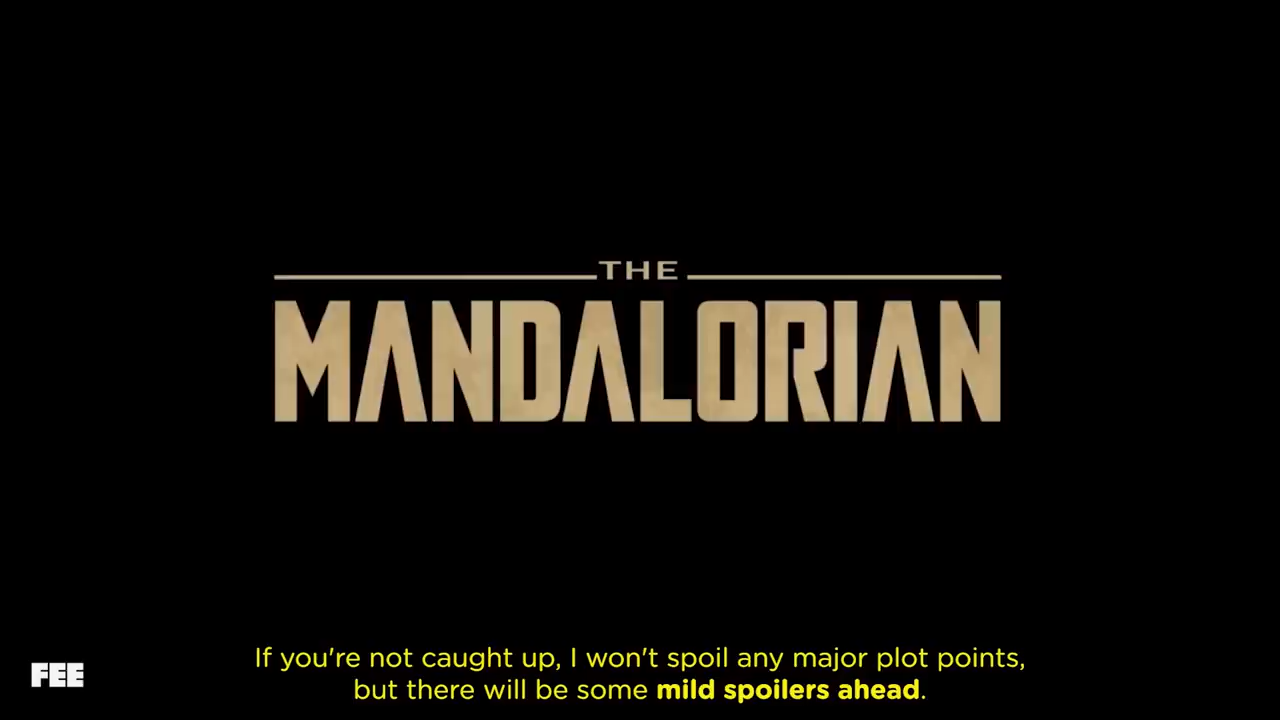 THE
MANDALORIAN
If you're not caught up, I won't spoil any major plot points,
but there will be some mild spoilers ahead.
FEE